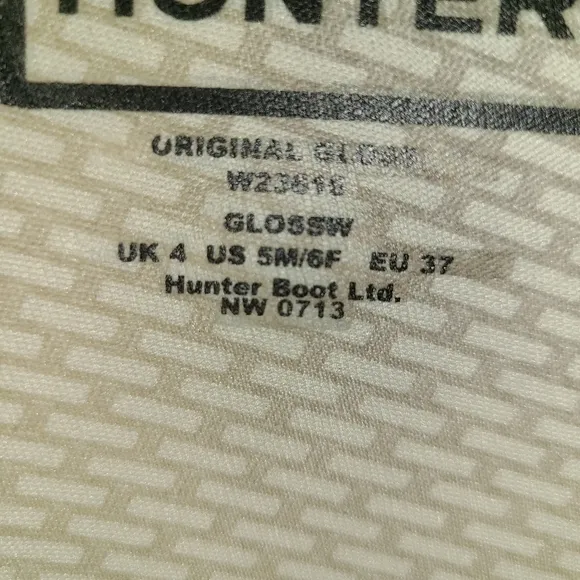 HUNTER
ORIGINAL GLOSS
W23616
GLOSSW
UK 4 US 5M/6F EU 37
Hunter Boot Ltd.
NW 0713